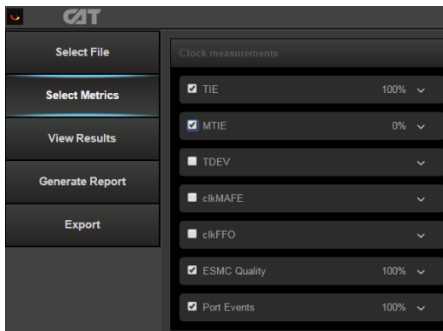 CAT
Select File
Select Metrics
View Results
Generate Report
Export
Clock measurements
TIE 100%
MTIE 0%
TDEV
clkMAFE
clkFFO
ESMC Quality 100%
Port Events 100%